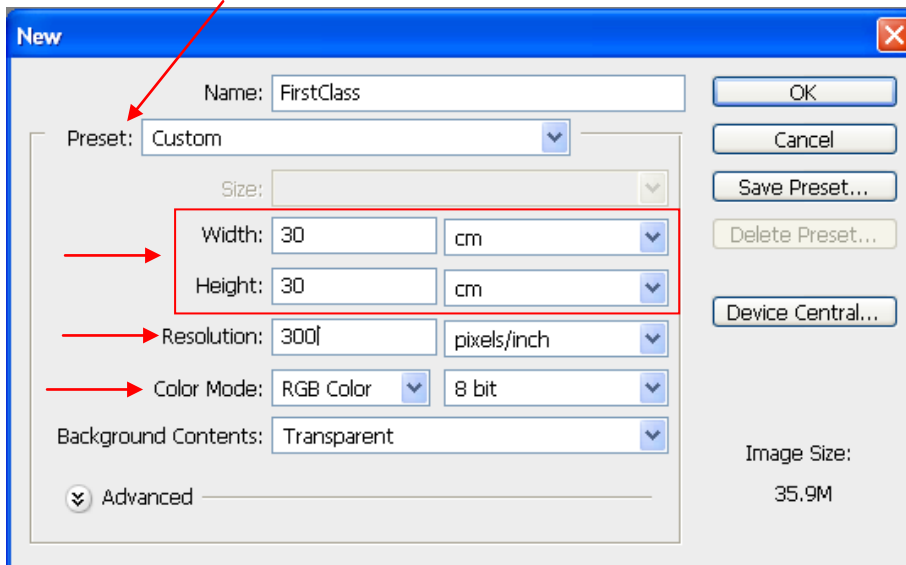 New
Name: FirstClass
OK
Preset: Custom
Cancel
Size:
Save Preset...
Width: 30 cm
Delete Preset...
Height: 30 cm
Device Central...
Resolution: 300 pixels/inch
Color Mode: RGB Color 8 bit
Background Contents: Transparent
Image Size:
Advanced
35.9M